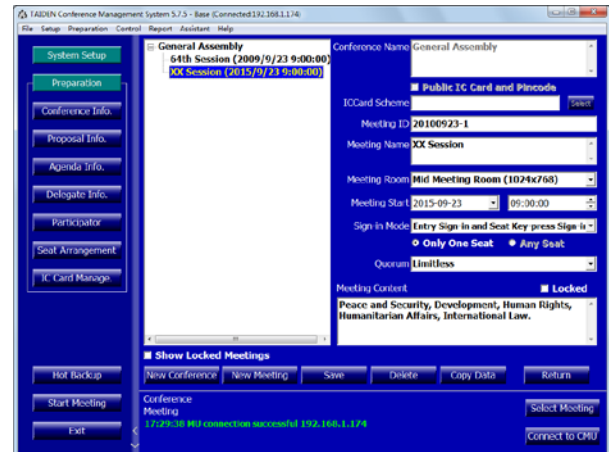 TAIDEN Conference Management System 5.7.5 - Base (Connected:192.168.1.174)
File Setup Preparation Control Report Assistant Help
System Setup
Preparation
Conference Info.
Proposal Info.
Agenda Info.
Delegate Info.
Participator
Seat Arrangement
IC Card Manage.
Hot Backup
Start Meeting
Exit
General Assembly
64th Session (2009/9/23 9:00:00)
XX Session (2015/9/23 9:00:00)
Show Locked Meetings
Conference Name General Assembly
Public IC Card and Pincode
ICCard Scheme Select
Meeting ID 20100923-1
Meeting Name XX Session
Meeting Room Mid Meeting Room (1024x768)
Meeting Start 2015-09-23 09:00:00
Sign-in Mode Entry Sign-in and Seat Key-press Sign-in
Only One Seat Any Seat
Quorum Limitless
Meeting Content Locked
Peace and Security, Development, Human Rights,
Humanitarian Affairs, International Law.
New Conference New Meeting Save Delete Copy Data Return
Conference
Meeting
17:29:38 MU connection successful 192.168.1.174
Select Meeting
Connect to CMU